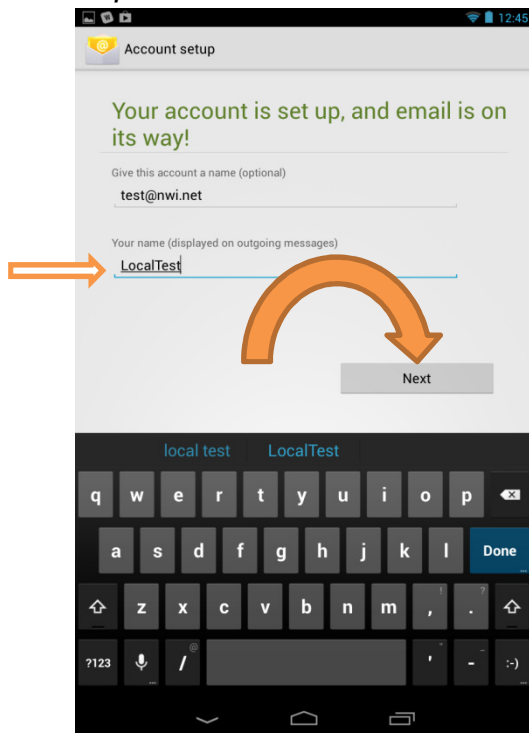 12:45
Account setup
Your account is set up, and email is on
its way!
Give this account a name (optional)
test@nwi.net
Your name (displayed on outgoing messages)
LocalTest
Next
local test LocalTest
q w e r t y u i o p
a s d f g h j k l Done
! ?
z x c v b n m , .
@ " _
?123 / ' - :-)